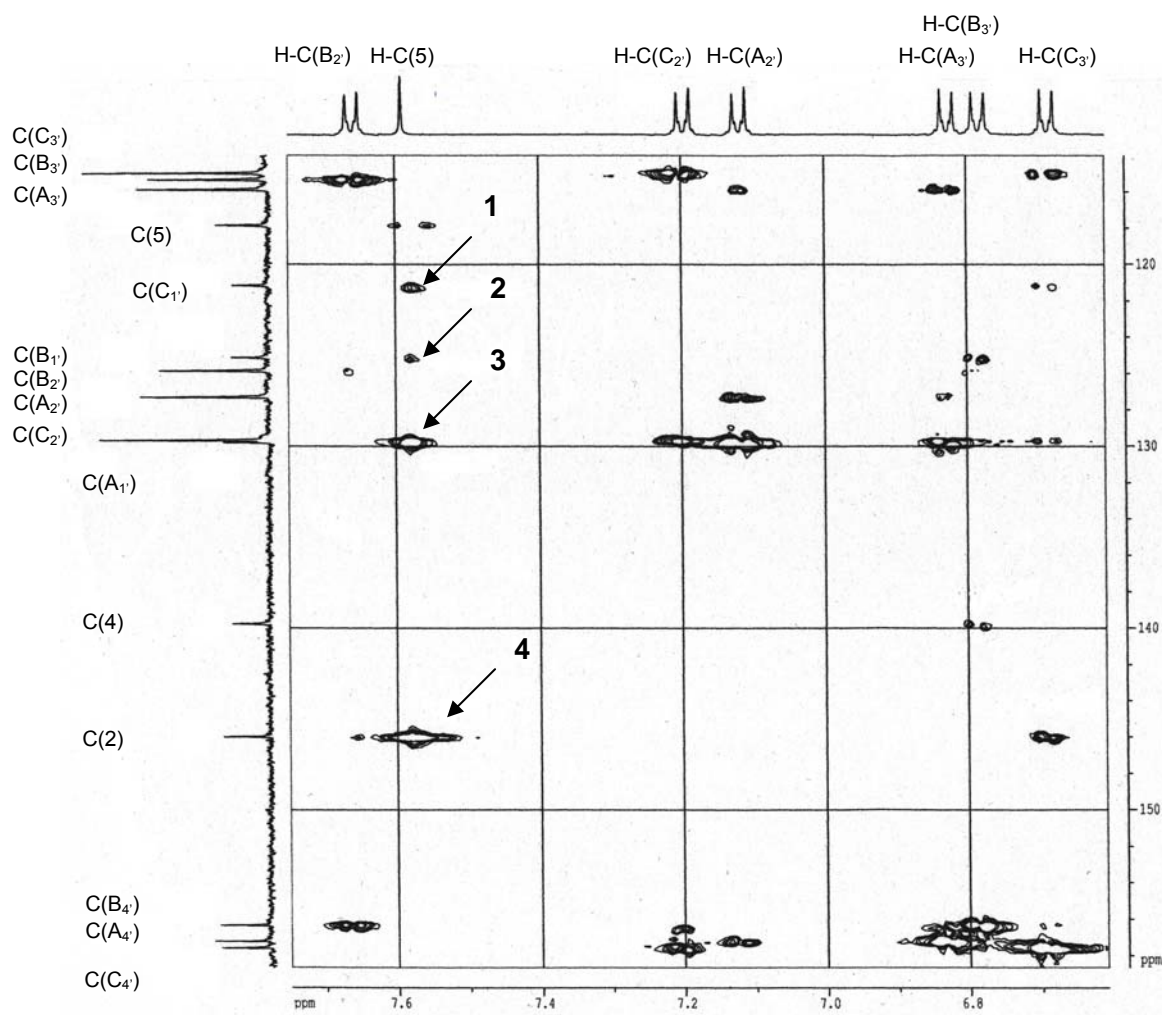 H-C(B3')
H-C(B2') H-C(5) H-C(C2') H-C(A2') H-C(A3') H-C(C3')
C(C3')
C(B3')
C(A3')
1
C(5)
120
2
C(C1')
3
C(B1')
C(B2')
C(A2')
C(C2')
130
C(A1')
C(4)
140
4
C(2)
150
C(B4')
C(A4')
ppm
C(C4')
ppm 7.6 7.4 7.2 7.0 6.8